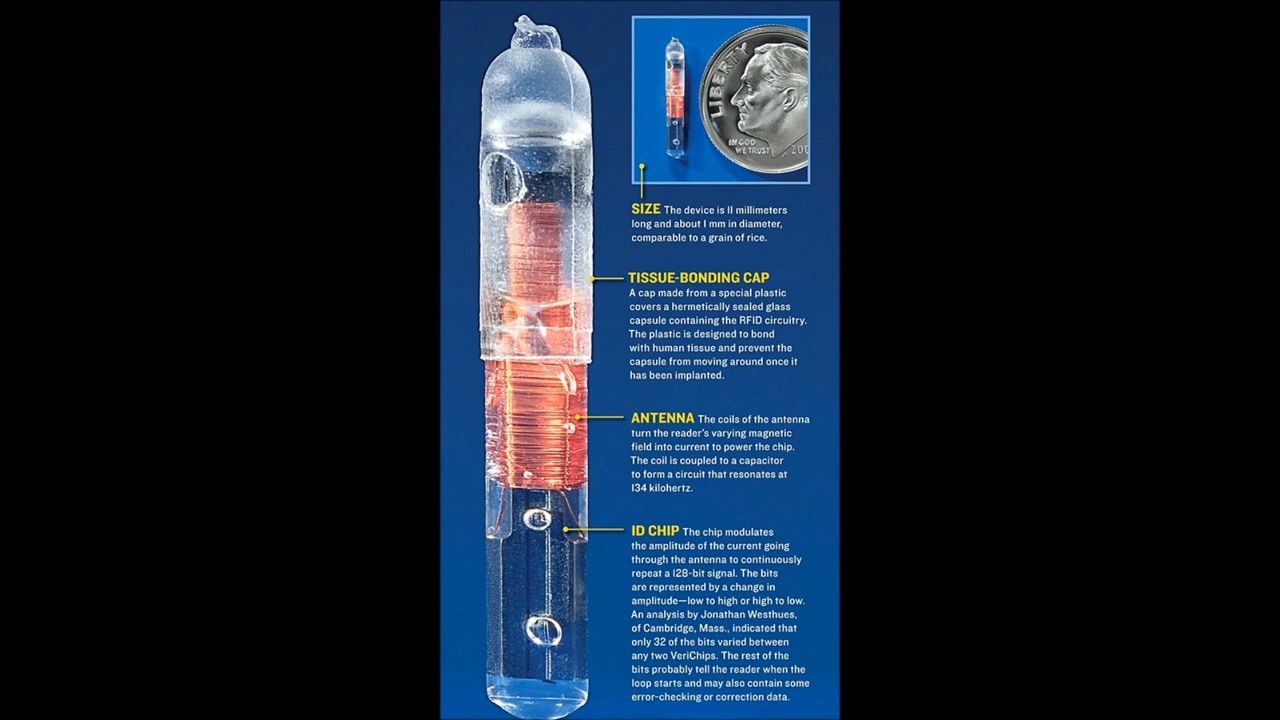 LIBERTY
IN GOD
WE TRUST
200
SIZE The device is 11 millimeters
long and about 1 mm in diameter,
comparable to a grain of rice.
TISSUE-BONDING CAP
A cap made from a special plastic
covers a hermetically sealed glass
capsule containing the RFID circuitry.
The plastic is designed to bond
with human tissue and prevent the
capsule from moving around once it
has been implanted.
ANTENNA The coils of the antenna
turn the reader's varying magnetic
field into current to power the chip.
The coil is coupled to a capacitor
to form a circuit that resonates at
134 kilohertz.
ID CHIP The chip modulates
the amplitude of the current going
through the antenna to continuously
repeat a 128-bit signal. The bits
are represented by a change in
amplitude—low to high or high to low.
An analysis by Jonathan Westhues,
of Cambridge, Mass., indicated that
only 32 of the bits varied between
any two VeriChips. The rest of the
bits probably tell the reader when the
loop starts and may also contain some
error-checking or correction data.